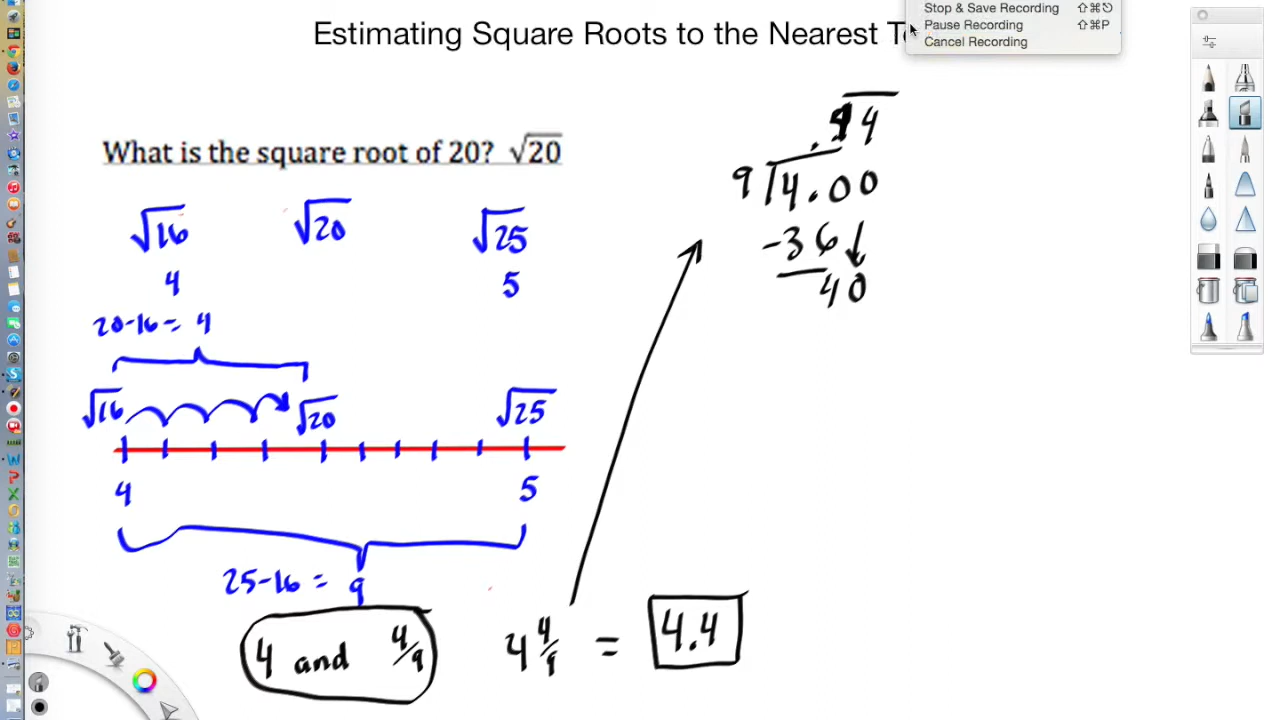 Stop & Save Recording ⇧⌘⎋
Pause Recording ⇧⌘P
Cancel Recording
Estimating Square Roots to the Nearest
What is the square root of 20? √20
√16 √20 √25
4 5
20-16= 4
√16 √20 √25
4 5
25-16 = 9
4 and 4/9
4 4/9 = 4.4
.44
9 4.00
-36
40